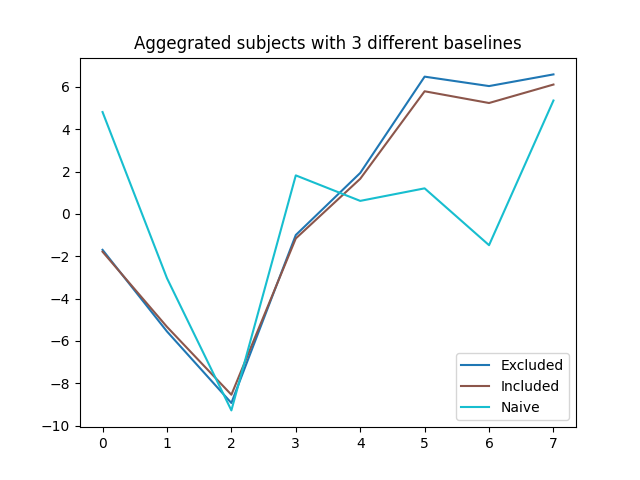 Aggegrated subjects with 3 different baselines
6
4
2
0
−2
−4
−6
−8
−10
0 1 2 3 4 5 6 7
Excluded
Included
Naive